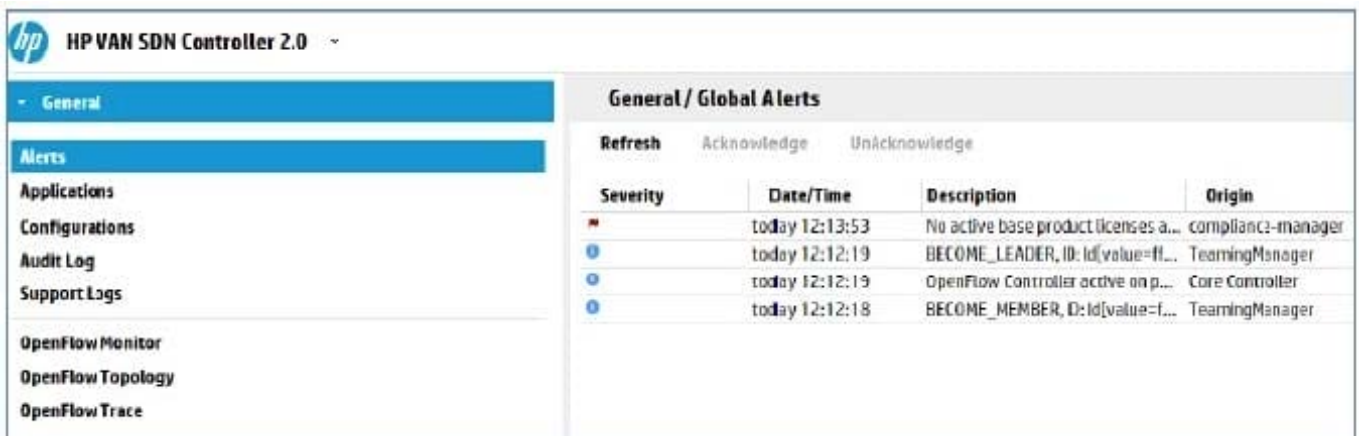 hp HP VAN SDN Controller 2.0
General
General / Global Alerts
Refresh Acknowledge UnAcknowledge
Alerts
Applications
Configurations
Audit Log
Support Logs
OpenFlow Monitor
OpenFlow Topology
OpenFlow Trace
Severity Date/Time Description Origin
today 12:13:53 No active base product licenses a... compliance-manager
today 12:12:19 BECOME_LEADER, ID: Id[value=ff... TeamingManager
today 12:12:19 OpenFlow Controller active on p... Core Controller
today 12:12:18 BECOME_MEMBER, ID: Id[value=f... TeamingManager